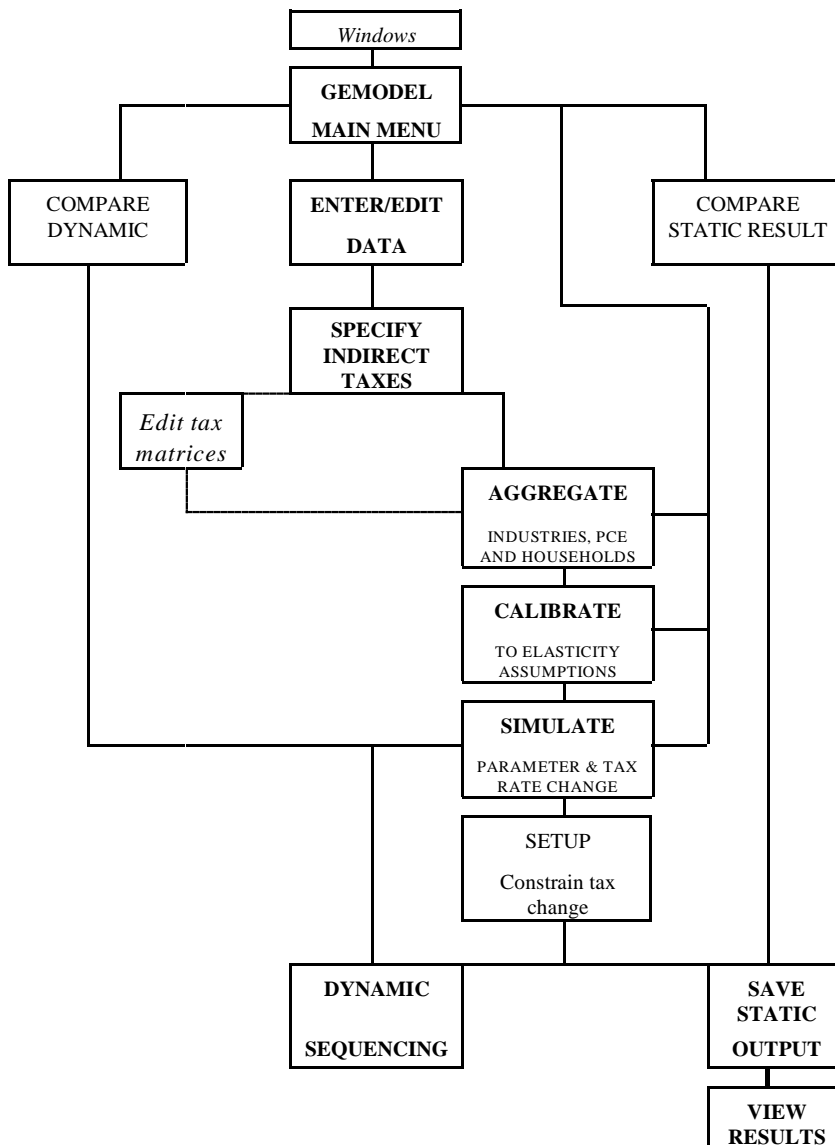 Windows
GEMODEL
MAIN MENU
COMPARE
DYNAMIC
ENTER/EDIT
DATA
COMPARE
STATIC RESULT
SPECIFY
INDIRECT
TAXES
Edit tax
matrices
AGGREGATE
INDUSTRIES, PCE
AND HOUSEHOLDS
CALIBRATE
TO ELASTICITY
ASSUMPTIONS
SIMULATE
PARAMETER & TAX
RATE CHANGE
SETUP
Constrain tax
change
DYNAMIC
SEQUENCING
SAVE
STATIC
OUTPUT
VIEW
RESULTS